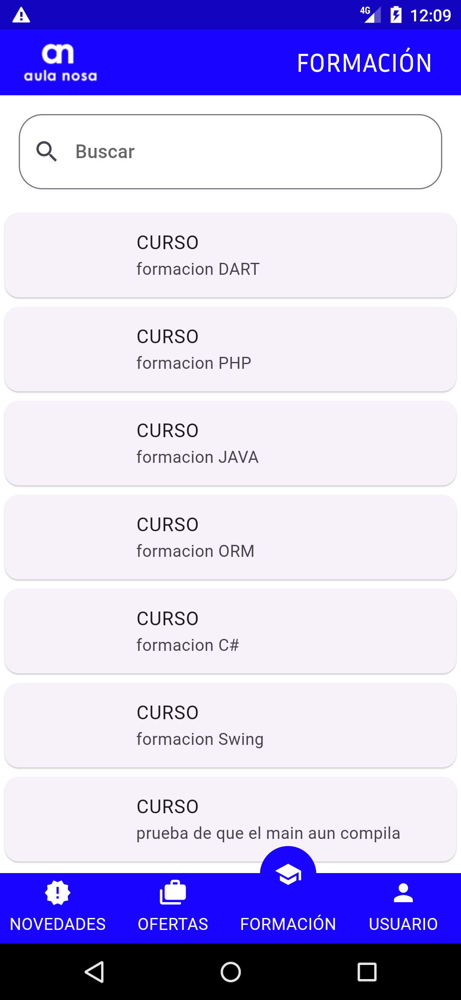 4G 12:09
an
aula nosa
FORMACIÓN
Buscar
CURSO
formacion DART
CURSO
formacion PHP
CURSO
formacion JAVA
CURSO
formacion ORM
CURSO
formacion C#
CURSO
formacion Swing
CURSO
prueba de que el main aun compila
NOVEDADES OFERTAS FORMACIÓN USUARIO